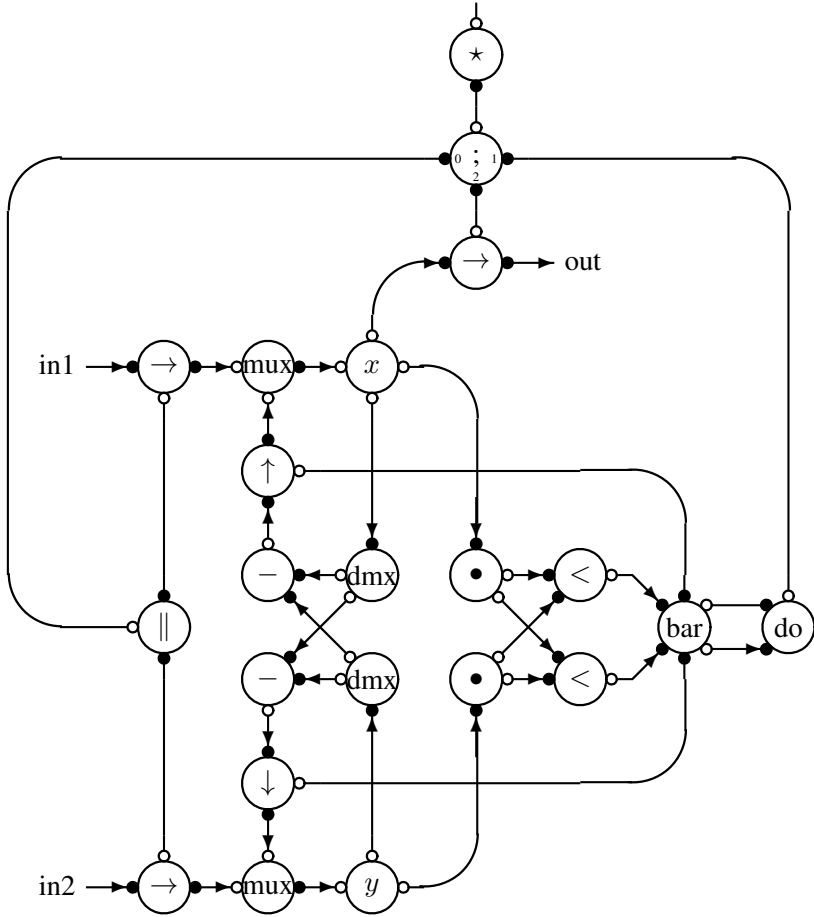 ⋆
0 ; 1
2
→ out
in1 → mux x
↑
− dmx • <
∥ bar do
− dmx • <
↓
in2 → mux y